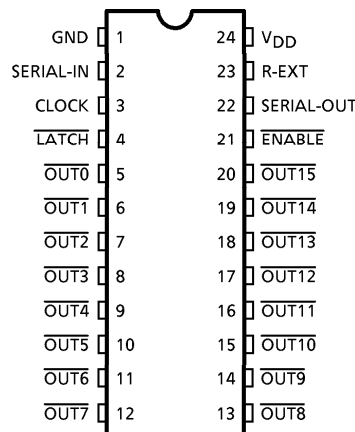 GND 1 24 VDD
SERIAL-IN 2 23 R-EXT
CLOCK 3 22 SERIAL-OUT
LATCH 4 21 ENABLE
OUT0 5 20 OUT15
OUT1 6 19 OUT14
OUT2 7 18 OUT13
OUT3 8 17 OUT12
OUT4 9 16 OUT11
OUT5 10 15 OUT10
OUT6 11 14 OUT9
OUT7 12 13 OUT8